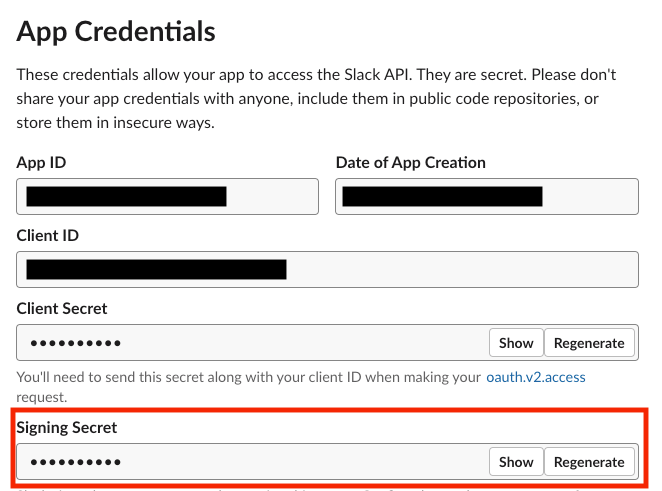 App Credentials
These credentials allow your app to access the Slack API. They are secret. Please don't
share your app credentials with anyone, include them in public code repositories, or
store them in insecure ways.
App ID
Date of App Creation
Client ID
Client Secret
•••••••••• Show Regenerate
You'll need to send this secret along with your client ID when making your oauth.v2.access
request.
Signing Secret
•••••••••• Show Regenerate